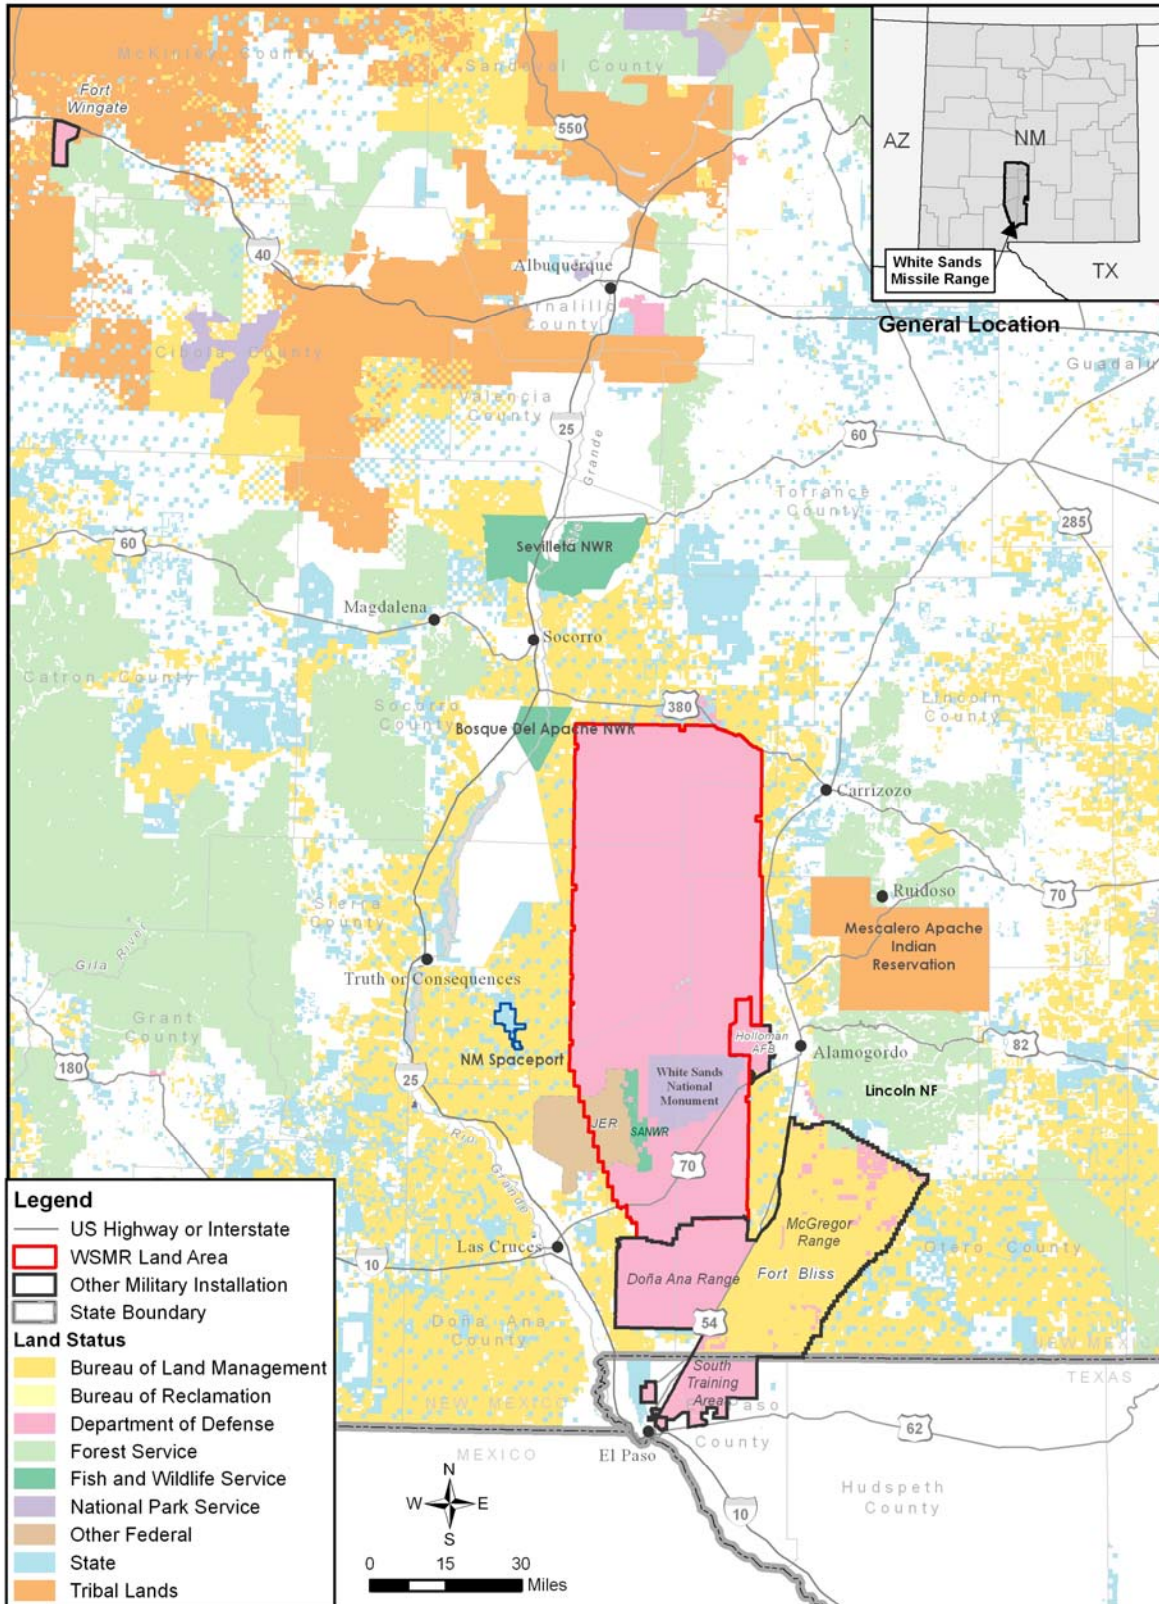 McKinley County
Sandoval County
Fort
Wingate
550
AZ
NM
White Sands
Missile Range
TX
General Location
40
Albuquerque
County
Cibola County
Valencia
County
25
Grande
60
Torrance
County
285
60
Sevilleta NWR
Magdalena
Socorro
Catron County
Socorro
County
380
Lincoln
County
Bosque Del Apache NWR
Carrizozo
Ruidoso
70
Sierra
County
Mescalero Apache
Indian
Reservation
Gila River
Truth or Consequences
Grant
County
NM Spaceport
Holloman
AFB
Alamogordo
82
180
25
White Sands
National
Monument
Lincoln NF
JER
SANWR
Rio
Grande
70
McGregor
Range
Otero County
Las Cruces
10
Doña Ana Range
Fort Bliss
54
Doña Ana
County
NEW MEXICO
TEXAS
South
Training
Area
NEW MEXICO
MEXICO
El Paso
County
62
Hudspeth
County
10
Legend
US Highway or Interstate
WSMR Land Area
Other Military Installation
State Boundary
Land Status
Bureau of Land Management
Bureau of Reclamation
Department of Defense
Forest Service
Fish and Wildlife Service
National Park Service
Other Federal
State
Tribal Lands
N
W E
S
0 15 30
Miles